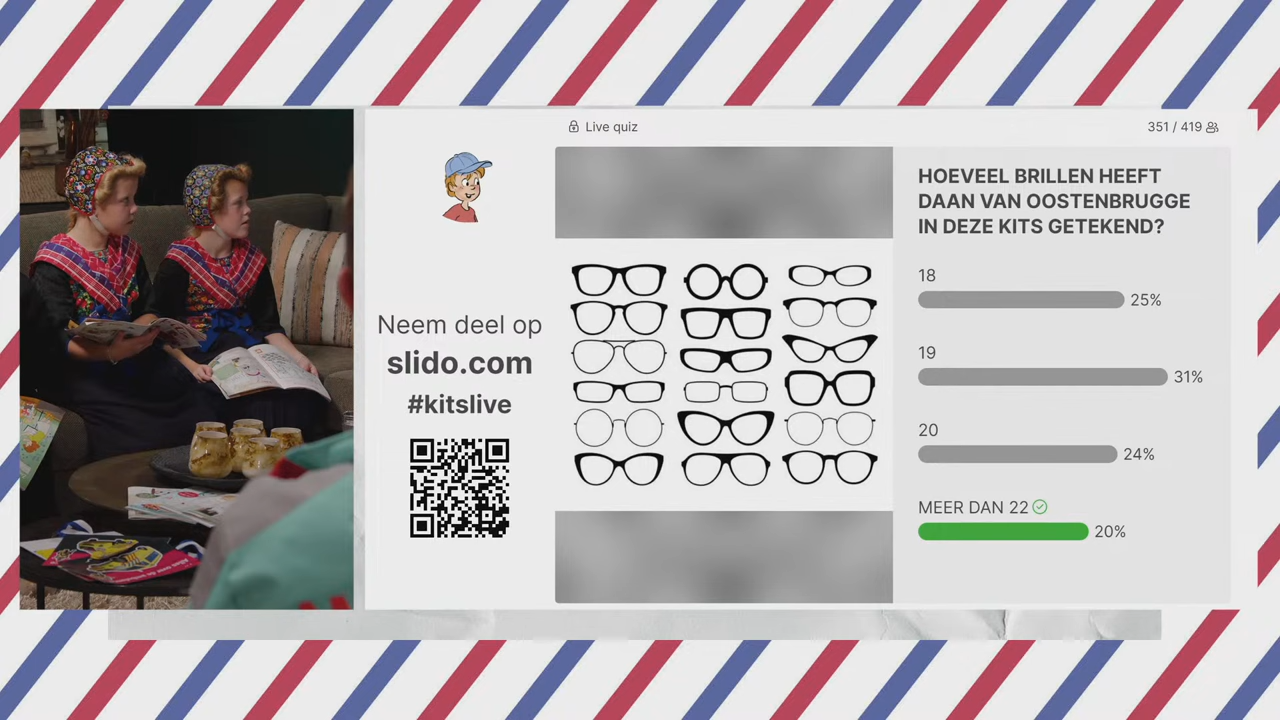 Live quiz
351 / 419
Neem deel op
slido.com
#kitslive
HOEVEEL BRILLEN HEEFT
DAAN VAN OOSTENBRUGGE
IN DEZE KITS GETEKEND?
18
25%
19
31%
20
24%
MEER DAN 22
20%